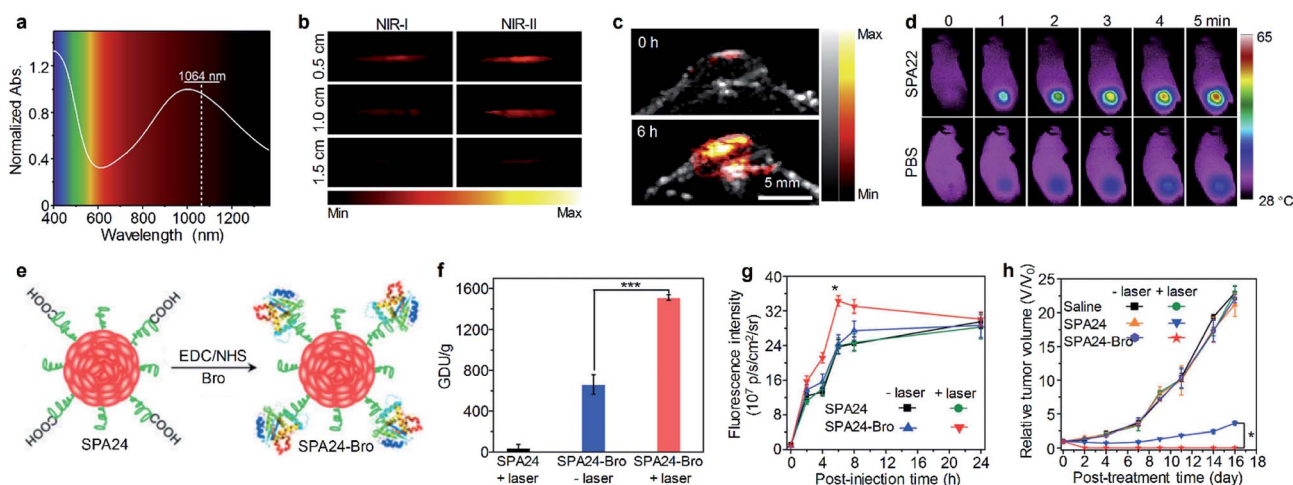 a
Normalized Abs.
1.2
0.8
0.4
0
1064 nm
400 600 800 1000 1200
Wavelength (nm)
b
NIR-I NIR-II
0.5 cm
1.0 cm
1.5 cm
Min Max
c
0 h
6 h
5 mm
Max
Min
d
0 1 2 3 4 5 min
SPA22
PBS
65
28 °C
e
HOOC COOH
HOOC COOH
EDC/NHS
Bro
SPA24 SPA24-Bro
f
GDU/g
1600
1200
800
400
0
***
SPA24 SPA24-Bro SPA24-Bro
+ laser - laser + laser
g
Fluorescence intensity
(10⁷ p/s/cm²/sr)
40
32
24
16
8
0
*
- laser + laser
SPA24
SPA24-Bro
0 4 8 12 16 20 24
Post-injection time (h)
h
Relative tumor volume (V/V₀)
25
20
15
10
5
0
- laser + laser
Saline
SPA24
SPA24-Bro
*
0 2 4 6 8 10 12 14 16 18
Post-treatment time (day)